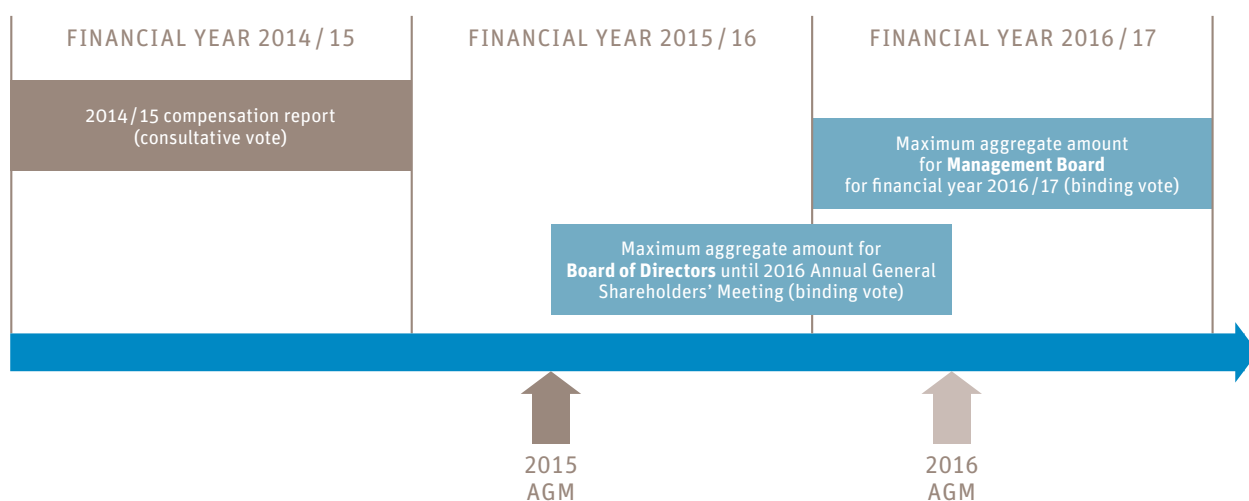 FINANCIAL YEAR 2014/15
FINANCIAL YEAR 2015/16
FINANCIAL YEAR 2016/17
2014/15 compensation report
(consultative vote)
Maximum aggregate amount
for Management Board
for financial year 2016/17 (binding vote)
Maximum aggregate amount for
Board of Directors until 2016 Annual General
Shareholders’ Meeting (binding vote)
2015
AGM
2016
AGM